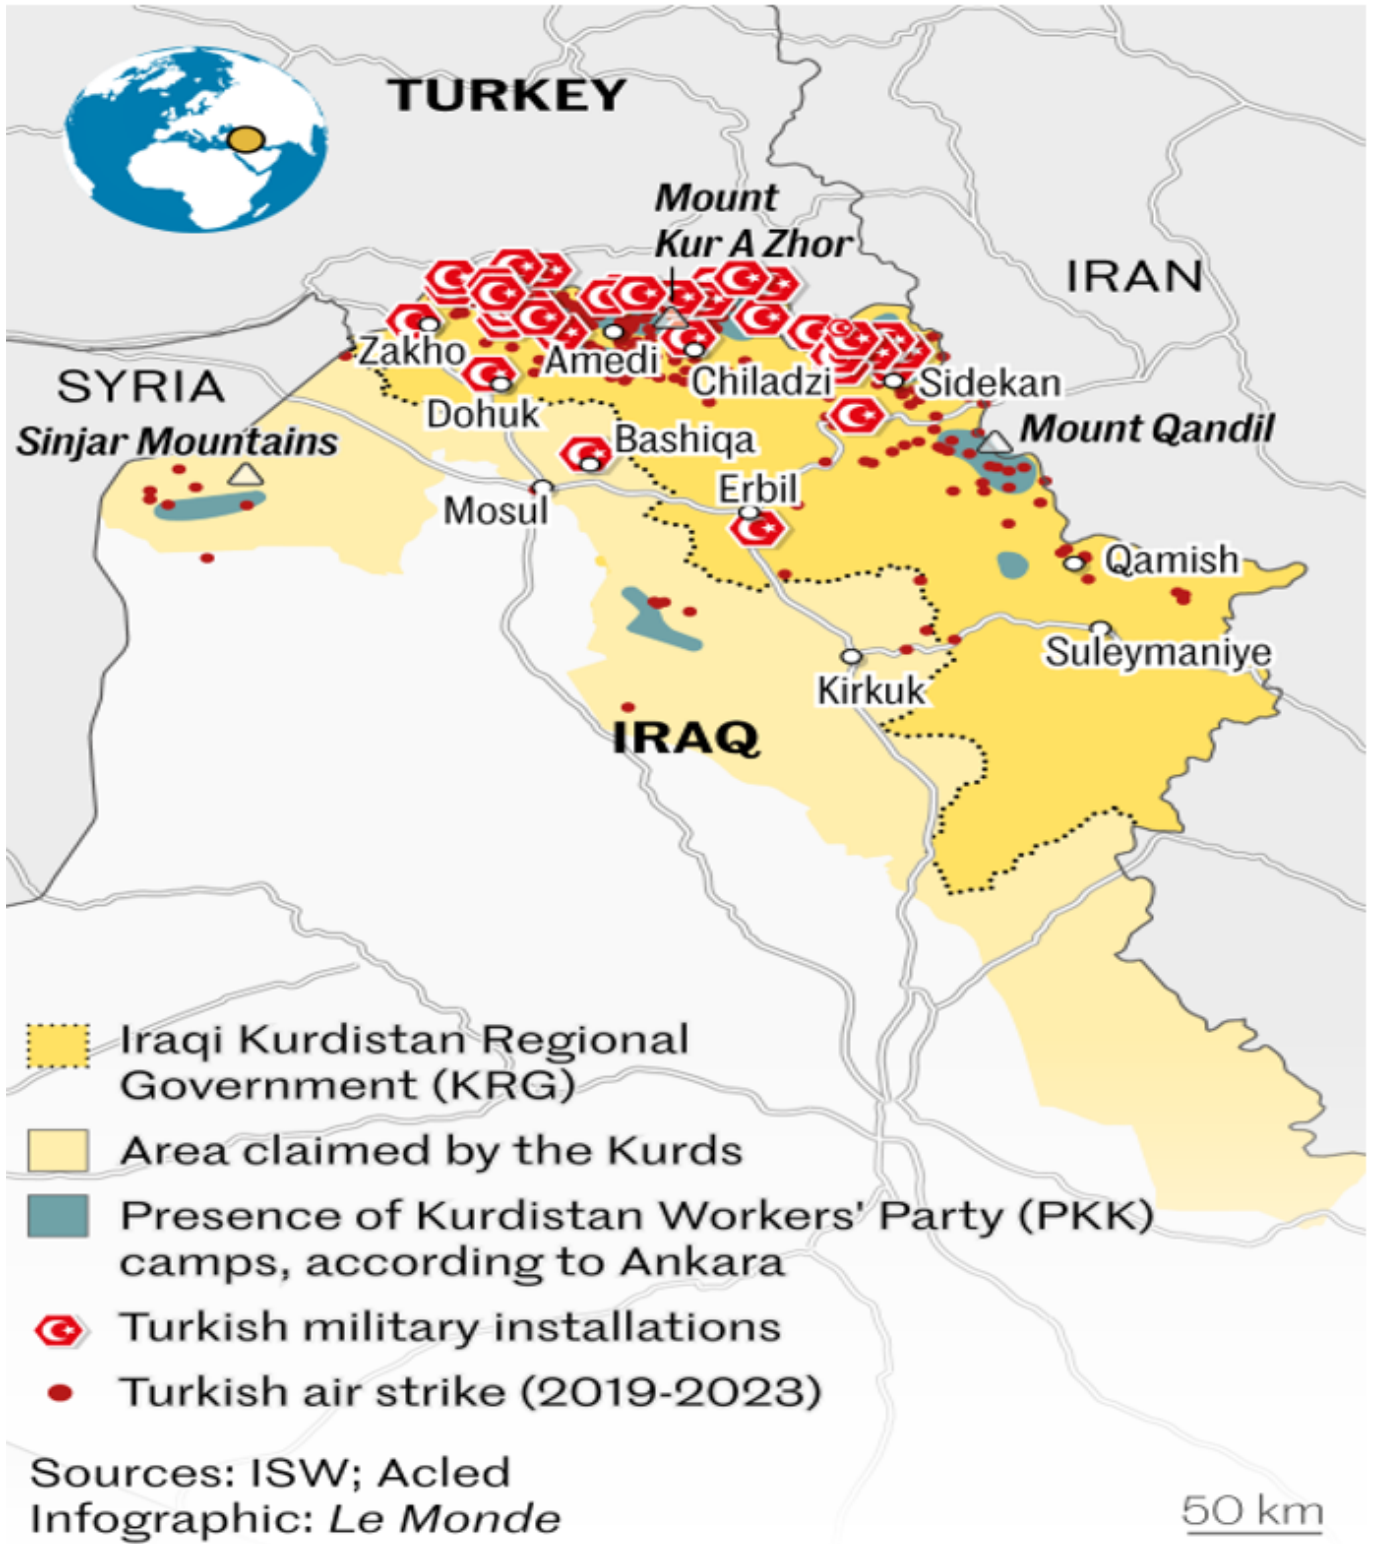 TURKEY
Mount
Kur A Zhor
IRAN
Zakho
Amedi
Chiladzi
Sidekan
SYRIA
Dohuk
Sinjar Mountains
Bashiqa
Mount Qandil
Mosul
Erbil
Qamish
Suleymaniye
Kirkuk
IRAQ
Iraqi Kurdistan Regional
Government (KRG)
Area claimed by the Kurds
Presence of Kurdistan Workers' Party (PKK)
camps, according to Ankara
Turkish military installations
Turkish air strike (2019-2023)
Sources: ISW; Acled
Infographic: Le Monde
50 km